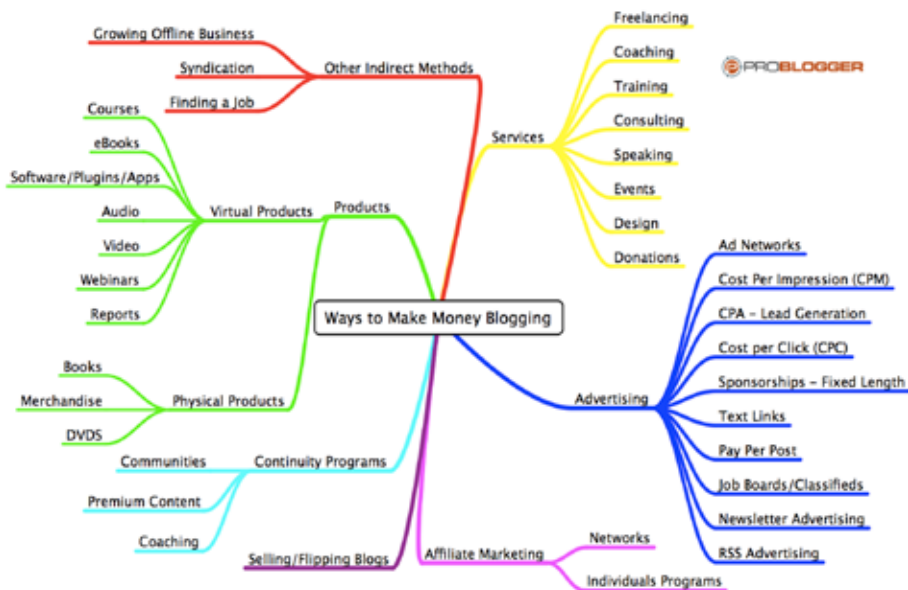 Growing Offline Business
Syndication
Finding a Job
Other Indirect Methods
Freelancing
Coaching
Training
Consulting
Speaking
Events
Design
Donations
Services
PROBLOGGER
Courses
eBooks
Software/Plugins/Apps
Audio
Video
Webinars
Reports
Virtual Products
Products
Ways to Make Money Blogging
Books
Merchandise
DVDS
Physical Products
Ad Networks
Cost Per Impression (CPM)
CPA - Lead Generation
Cost per Click (CPC)
Sponsorships - Fixed Length
Text Links
Pay Per Post
Job Boards/Classifieds
Newsletter Advertising
RSS Advertising
Advertising
Communities
Premium Content
Coaching
Continuity Programs
Selling/Flipping Blogs
Affiliate Marketing
Networks
Individuals Programs